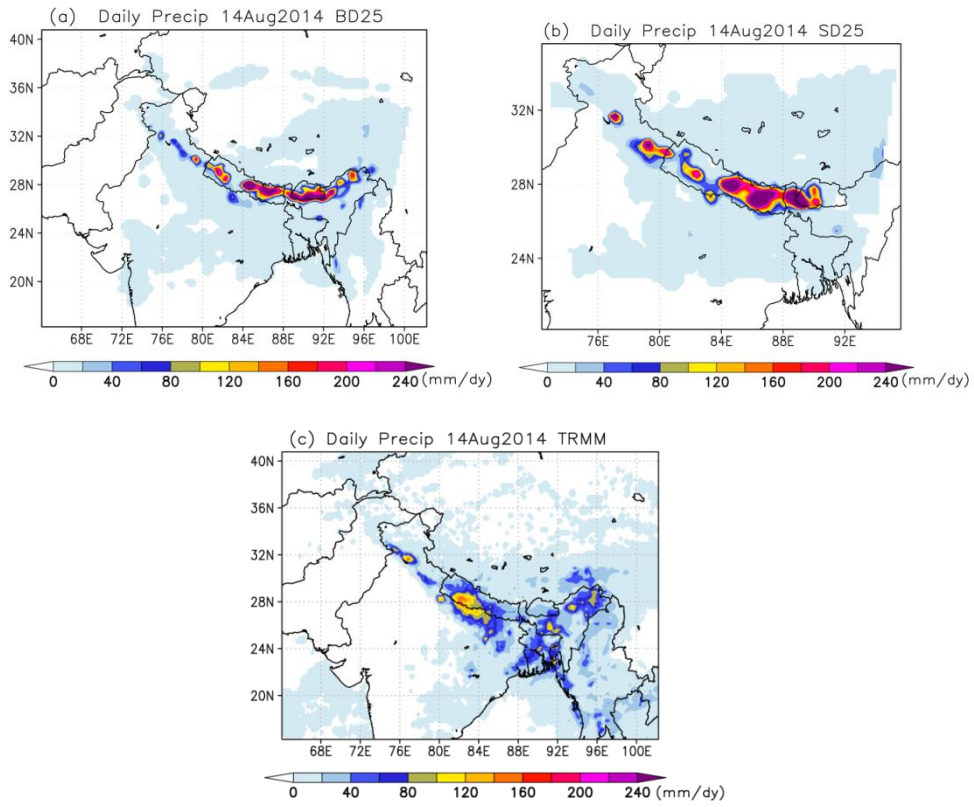 (a) Daily Precip 14Aug2014 BD25
40N
36N
32N
28N
24N
20N
68E 72E 76E 80E 84E 88E 92E 96E 100E
0 40 80 120 160 200 240 (mm/dy)
(b) Daily Precip 14Aug2014 SD25
32N
28N
24N
76E 80E 84E 88E 92E
0 40 80 120 160 200 240 (mm/dy)
(c) Daily Precip 14Aug2014 TRMM
40N
36N
32N
28N
24N
20N
68E 72E 76E 80E 84E 88E 92E 96E 100E
0 40 80 120 160 200 240 (mm/dy)